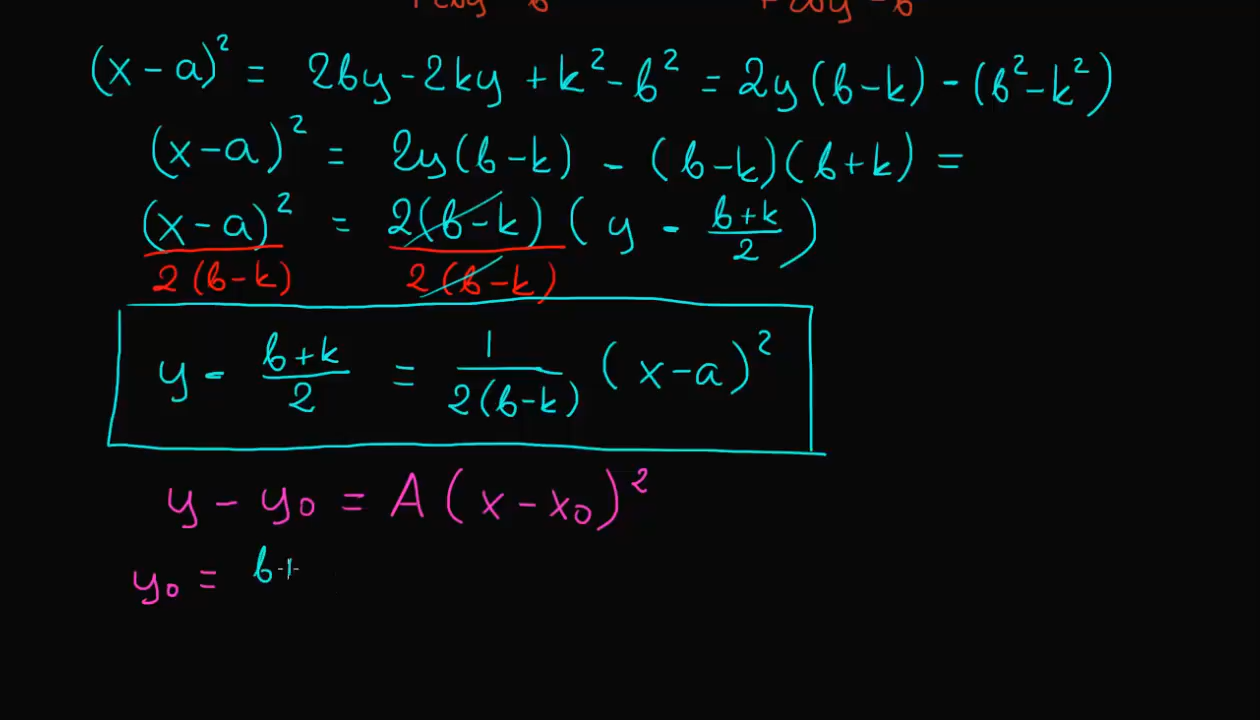 (x-a)² = 2by-2ky+k²-b² = 2y(b-k)-(b²-k²)
(x-a)² = 2y(b-k) - (b-k)(b+k) =
(x-a)² / 2(b-k) = 2(b-k) / 2(b-k) (y - b+k / 2)
y - b+k / 2 = 1 / 2(b-k) (x-a)²
y - y₀ = A(x-x₀)²
y₀ = b+